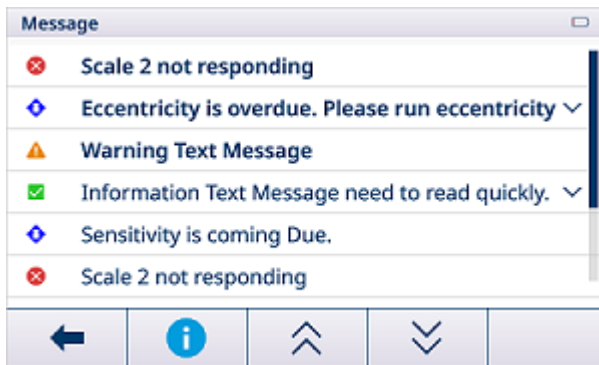 Message
Scale 2 not responding
Eccentricity is overdue. Please run eccentricity
Warning Text Message
Information Text Message need to read quickly.
Sensitivity is coming Due.
Scale 2 not responding